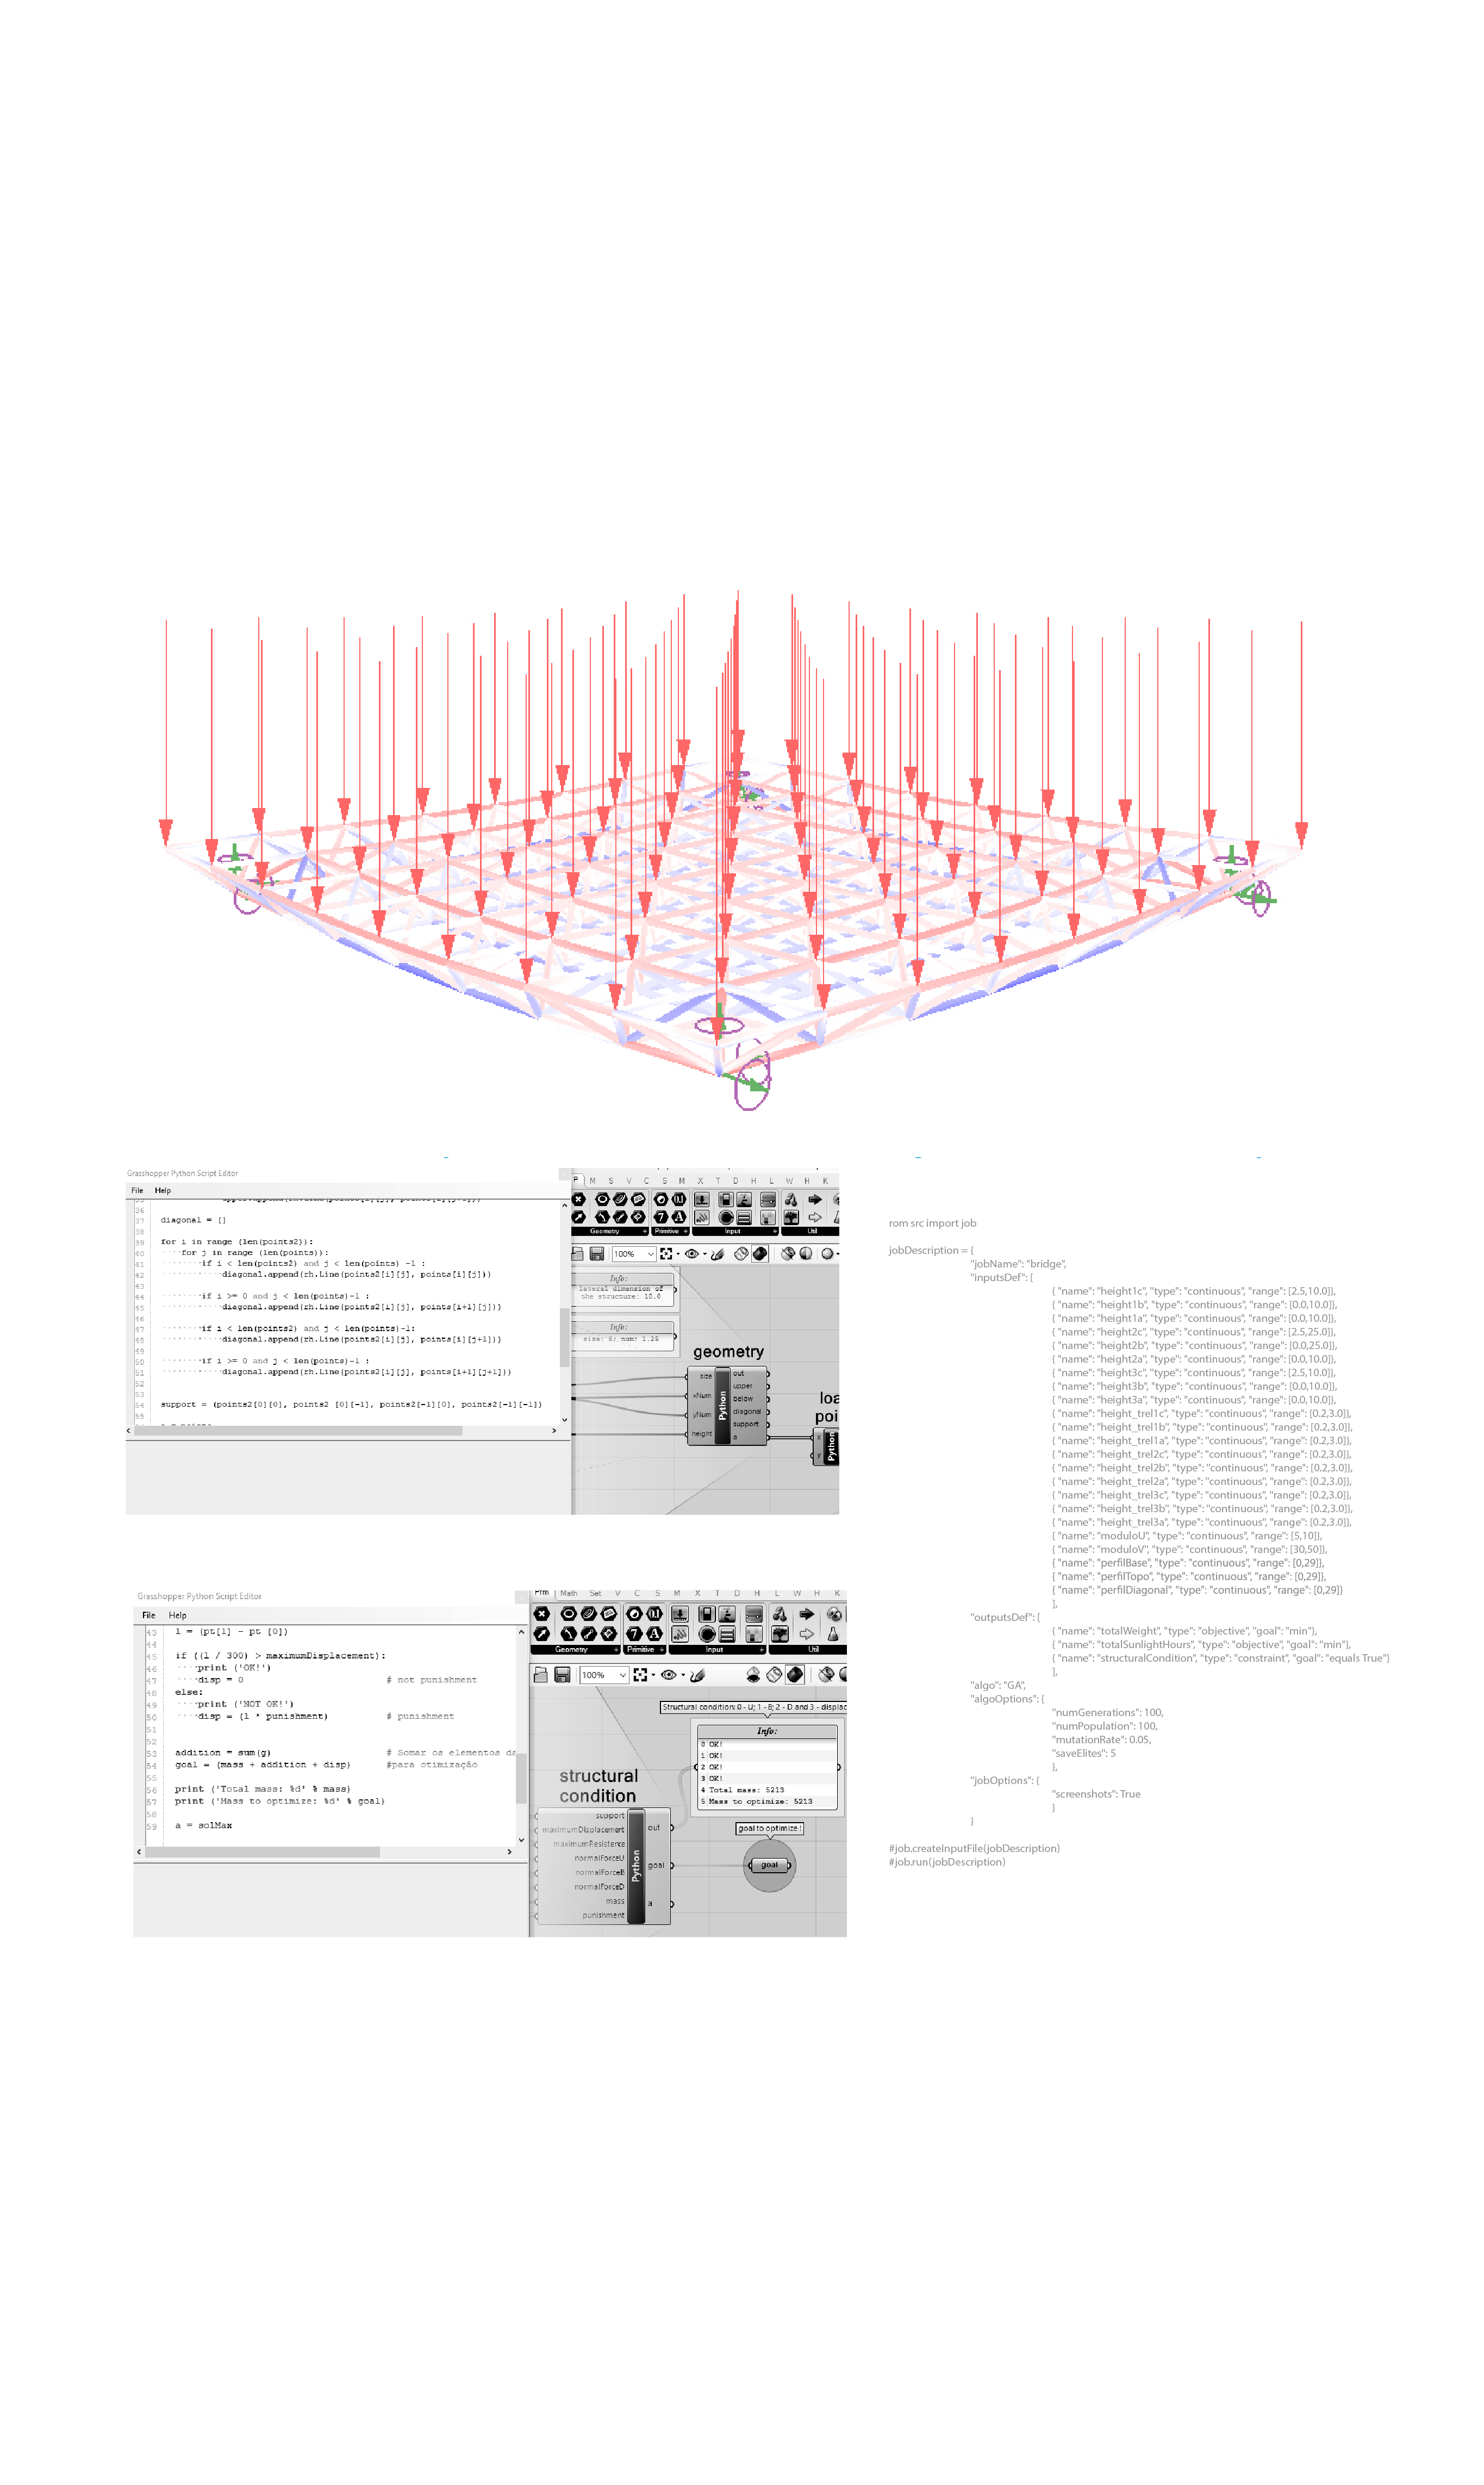 Grasshopper Python Script Editor
File Help
36
37 diagonal = []
38
39 for i in range (len(points2)):
40 ····for j in range (len(points)):
41 ········if i < len(points2) and j < len(points) -1 :
42 ············diagonal.append(rh.Line(points2[i][j], points[i][j]))
43
44 ········if i >= 0 and j < len(points)-1 :
45 ············diagonal.append(rh.Line(points2[i][j], points[i+1][j]))
46
47 ········if i < len(points2) and j < len(points)-1:
48 ············diagonal.append(rh.Line(points2[i][j], points[i][j+1]))
49
50 ········if i >= 0 and j < len(points)-1 :
51 ············diagonal.append(rh.Line(points2[i][j], points[i+1][j+1]))
52
53
54 support = (points2[0][0], points2 [0][-1], points2[-1][0], points2[-1][-1])
55
P M S V C S M X T D H L W H K
Geometry Primitive Input Util
100%
Info:
lateral dimension of
the structure: 10.0
Info:
size: 8; num: 1.25
geometry
size
xNum
yNum
height
Python
out
upper
below
diagonal
support
a
loa
poi
x
y
Python
Grasshopper Python Script Editor
File Help
43 l = (pt[1] - pt [0])
44
45 if ((l / 300) > maximumDisplacement):
46 ····print ('OK!')
47 ····disp = 0 # not punishment
48 else:
49 ····print ('NOT OK!')
50 ····disp = (l * punishment) # punishment
51
52
53 addition = sum(g) # Somar os elementos da
54 goal = (mass + addition + disp) #para otimização
55
56 print ('Total mass: %d' % mass)
57 print ('Mass to optimize: %d' % goal)
58
59 a = solMax
Prm Math Set V C S M X T D H L W H K
Geometry Primitive Input Util
100%
Structural condition: 0 - U; 1 - B; 2 - D and 3 - displac
Info:
0 OK!
1 OK!
2 OK!
3 OK!
4 Total mass: 5213
5 Mass to optimize: 5213
structural
condition
support
maximumDisplacement
maximumResistence
normalForceU
normalForceB
normalForceD
mass
punishment
Python
out
goal
a
goal to optimize !
goal
rom src import job
jobDescription = {
"jobName": "bridge",
"inputsDef": [
{ "name": "height1c", "type": "continuous", "range": [2.5,10.0]},
{ "name": "height1b", "type": "continuous", "range": [0.0,10.0]},
{ "name": "height1a", "type": "continuous", "range": [0.0,10.0]},
{ "name": "height2c", "type": "continuous", "range": [2.5,25.0]},
{ "name": "height2b", "type": "continuous", "range": [0.0,25.0]},
{ "name": "height2a", "type": "continuous", "range": [0.0,10.0]},
{ "name": "height3c", "type": "continuous", "range": [2.5,10.0]},
{ "name": "height3b", "type": "continuous", "range": [0.0,10.0]},
{ "name": "height3a", "type": "continuous", "range": [0.0,10.0]},
{ "name": "height_trel1c", "type": "continuous", "range": [0.2,3.0]},
{ "name": "height_trel1b", "type": "continuous", "range": [0.2,3.0]},
{ "name": "height_trel1a", "type": "continuous", "range": [0.2,3.0]},
{ "name": "height_trel2c", "type": "continuous", "range": [0.2,3.0]},
{ "name": "height_trel2b", "type": "continuous", "range": [0.2,3.0]},
{ "name": "height_trel2a", "type": "continuous", "range": [0.2,3.0]},
{ "name": "height_trel3c", "type": "continuous", "range": [0.2,3.0]},
{ "name": "height_trel3b", "type": "continuous", "range": [0.2,3.0]},
{ "name": "height_trel3a", "type": "continuous", "range": [0.2,3.0]},
{ "name": "moduloU", "type": "continuous", "range": [5,10]},
{ "name": "moduloV", "type": "continuous", "range": [30,50]},
{ "name": "perfilBase", "type": "continuous", "range": [0,29]},
{ "name": "perfilTopo", "type": "continuous", "range": [0,29]},
{ "name": "perfilDiagonal", "type": "continuous", "range": [0,29]}
],
"outputsDef": [
{ "name": "totalWeight", "type": "objective", "goal": "min"},
{ "name": "totalSunlightHours", "type": "objective", "goal": "min"},
{ "name": "structuralCondition", "type": "constraint", "goal": "equals True"}
],
"algo": "GA",
"algoOptions": {
"numGenerations": 100,
"numPopulation": 100,
"mutationRate": 0.05,
"saveElites": 5
},
"jobOptions": {
"screenshots": True
}
}
#job.createInputFile(jobDescription)
#job.run(jobDescription)